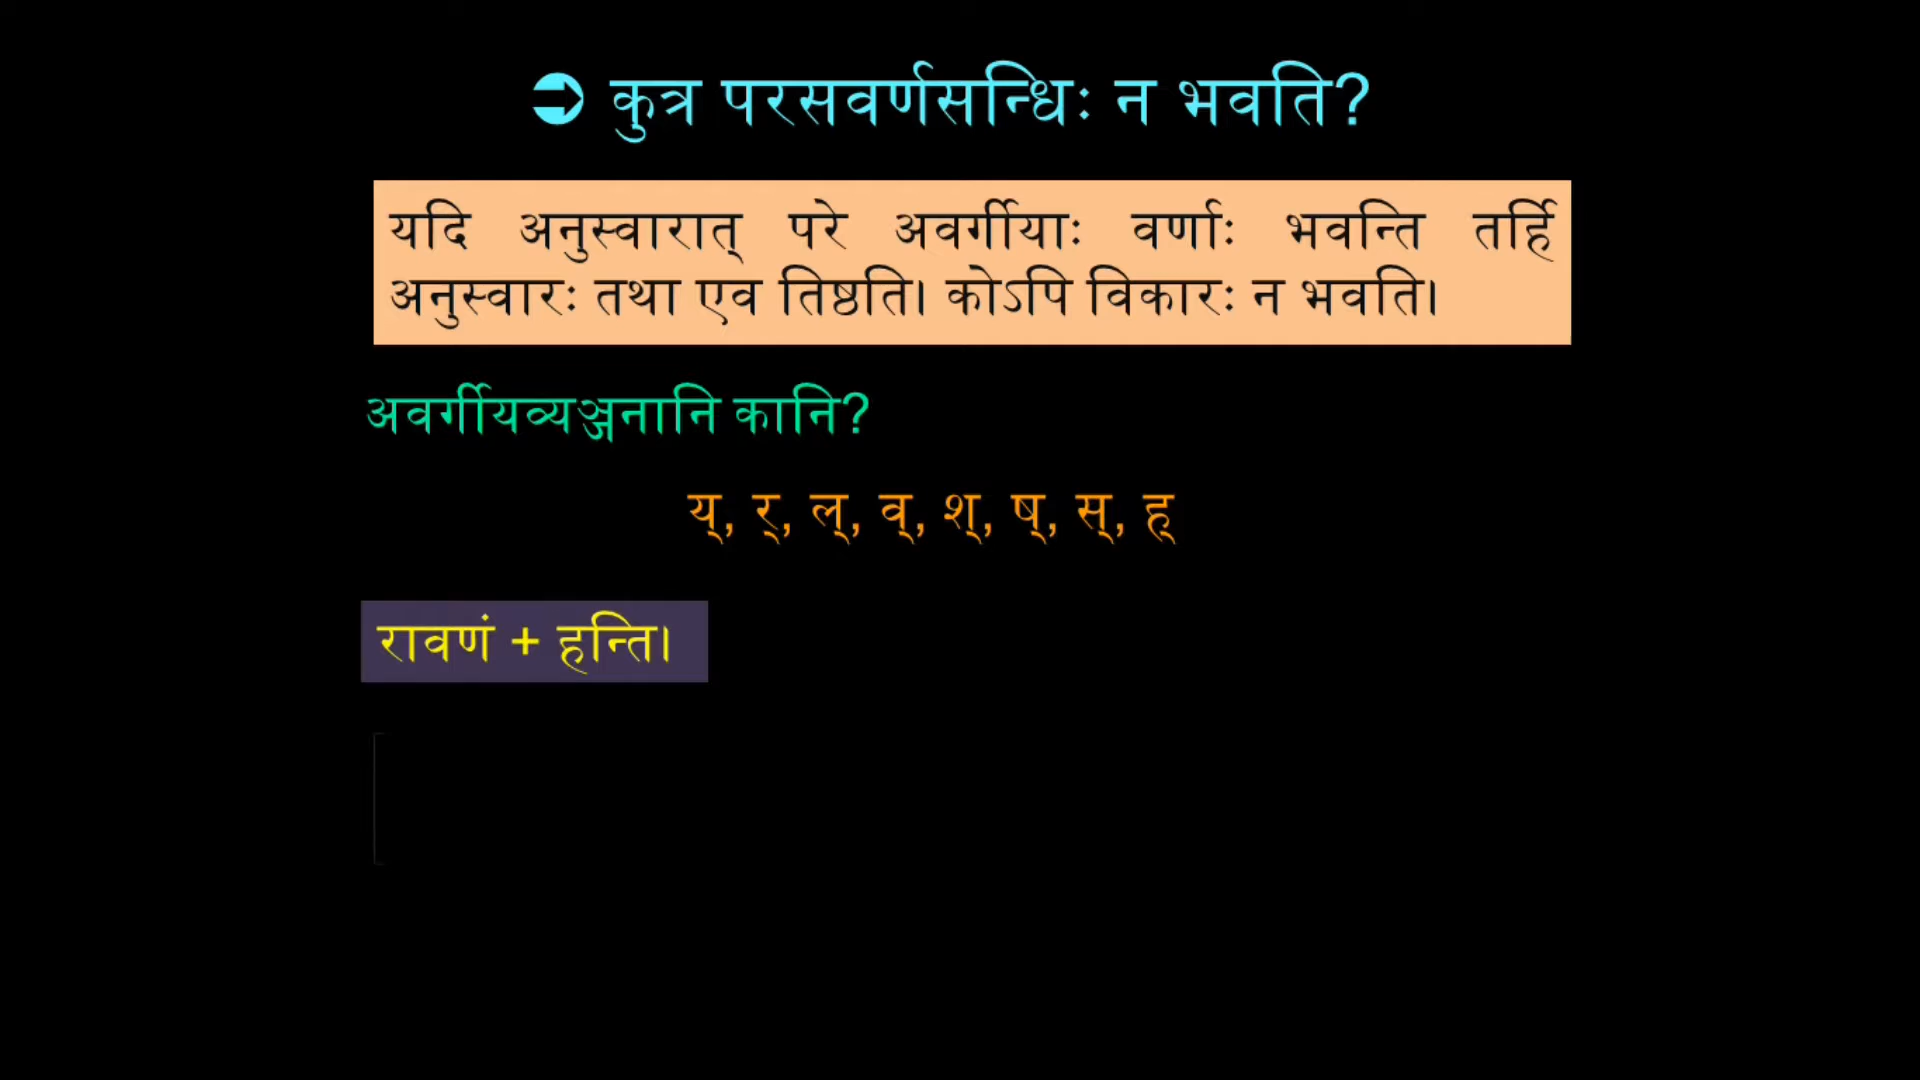 ➲ कुत्र परसवर्णसन्धिः न भवति?
यदि अनुस्वारात् परे अवर्गीयाः वर्णाः भवन्ति तर्हि
अनुस्वारः तथा एव तिष्ठति। कोऽपि विकारः न भवति।
अवर्गीयव्यञ्जनानि कानि?
य्, र्, ल्, व्, श्, ष्, स्, ह्
रावणं + हन्ति।